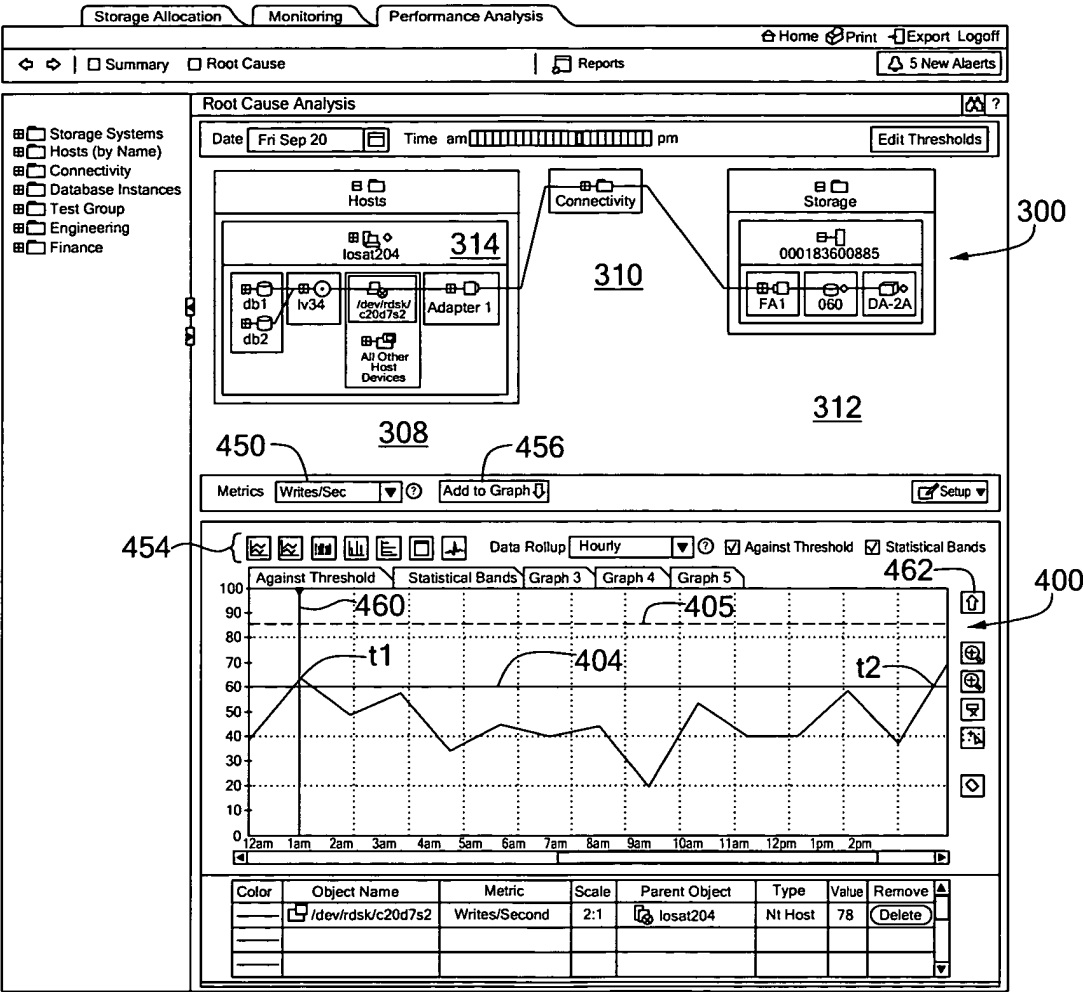 Storage Allocation Monitoring Performance Analysis
Home Print Export Logoff
Summary Root Cause Reports 5 New Alaerts
Root Cause Analysis ?
Storage Systems
Hosts (by Name)
Connectivity
Database Instances
Test Group
Engineering
Finance
Date Fri Sep 20 Time am pm Edit Thresholds
Hosts
Connectivity
Storage
300
losat204
314
000183600885
310
db1
db2
lv34
/dev/rdsk/
c20d7s2
Adapter 1
All Other
Host
Devices
FA1
060
DA-2A
308
312
450
456
Metrics Writes/Sec ? Add to Graph Setup
454
Data Rollup Hourly ? Against Threshold Statistical Bands
Against Threshold Statistical Bands Graph 3 Graph 4 Graph 5
462
400
460
405
t1
404
t2
100
90
80
70
60
50
40
30
20
10
0
12am 1am 2am 3am 4am 5am 6am 7am 8am 9am 10am 11am 12pm 1pm 2pm
Color Object Name Metric Scale Parent Object Type Value Remove
/dev/rdsk/c20d7s2 Writes/Second 2:1 losat204 Nt Host 78 Delete